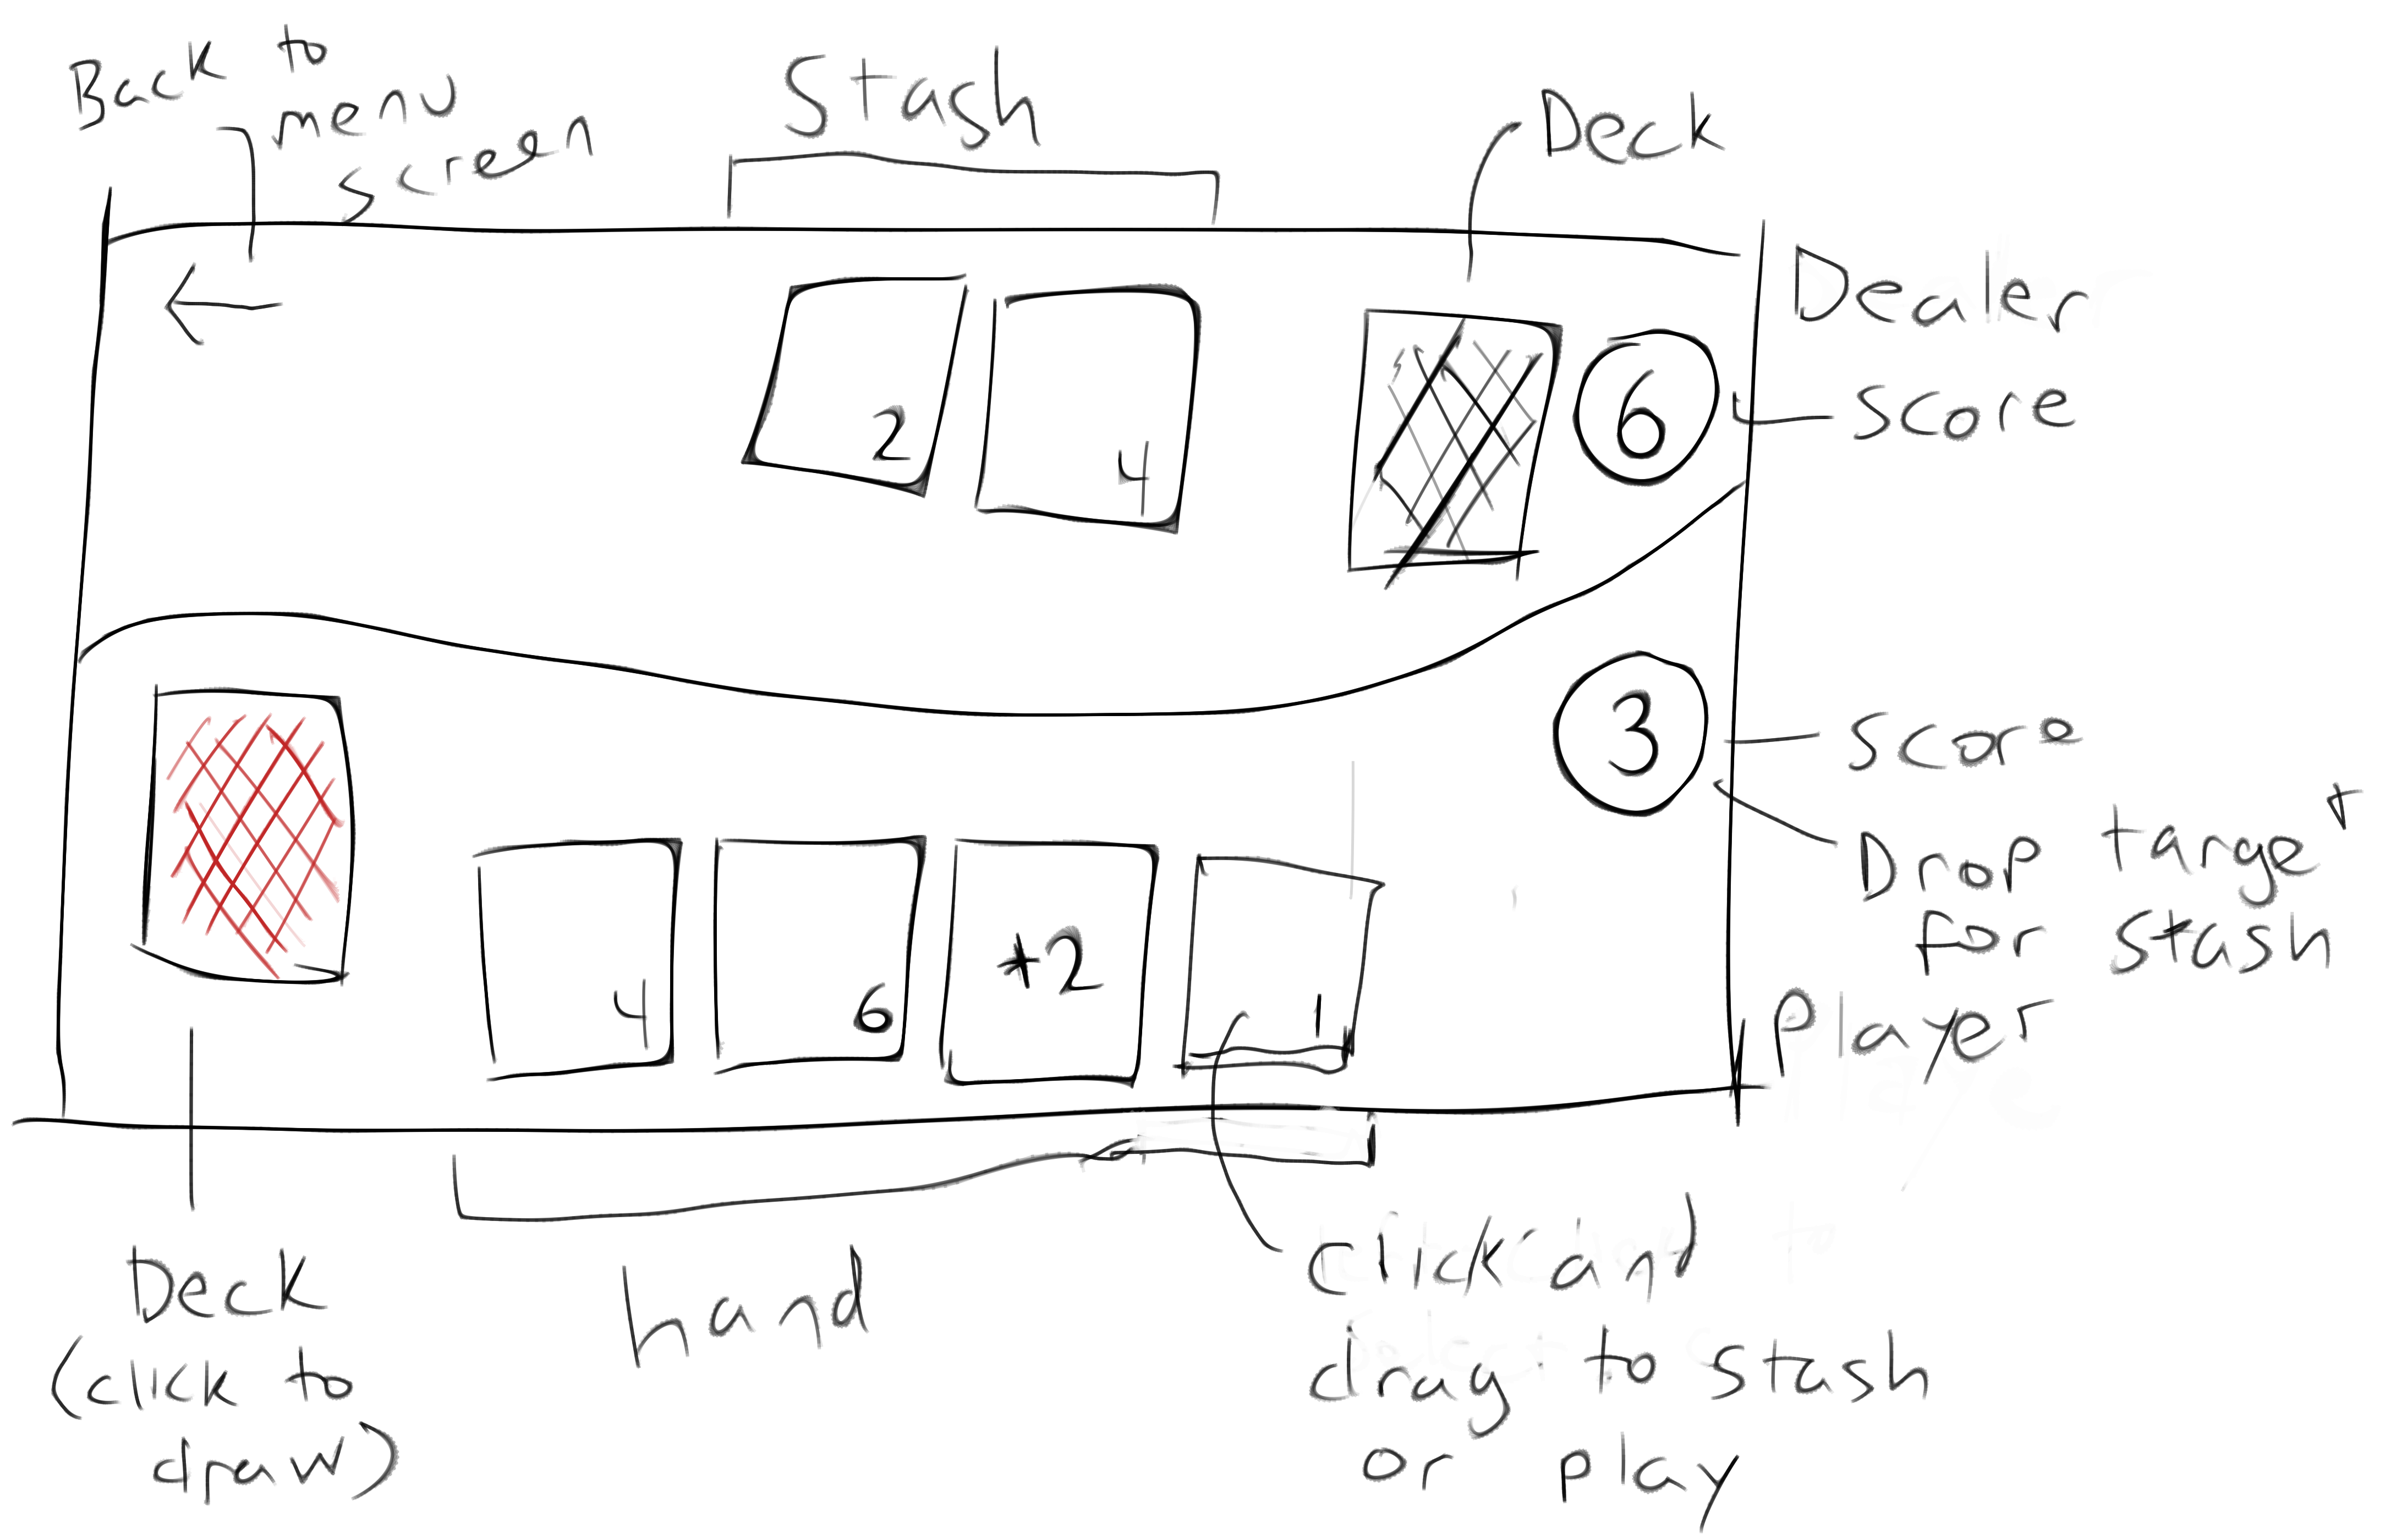 Back to
menu
screen
Stash
Deck
Dealer
2
4
6
score
3
score
Drop target
for stash
4
6
+2
1
Player
Deck
(click to
draw)
hand
click and
drag to stash
or play